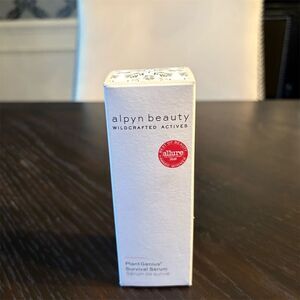 alpyn beauty
WILDCRAFTED ACTIVES
allure
PlantGenius®
Survival Serum
Sérum de survie